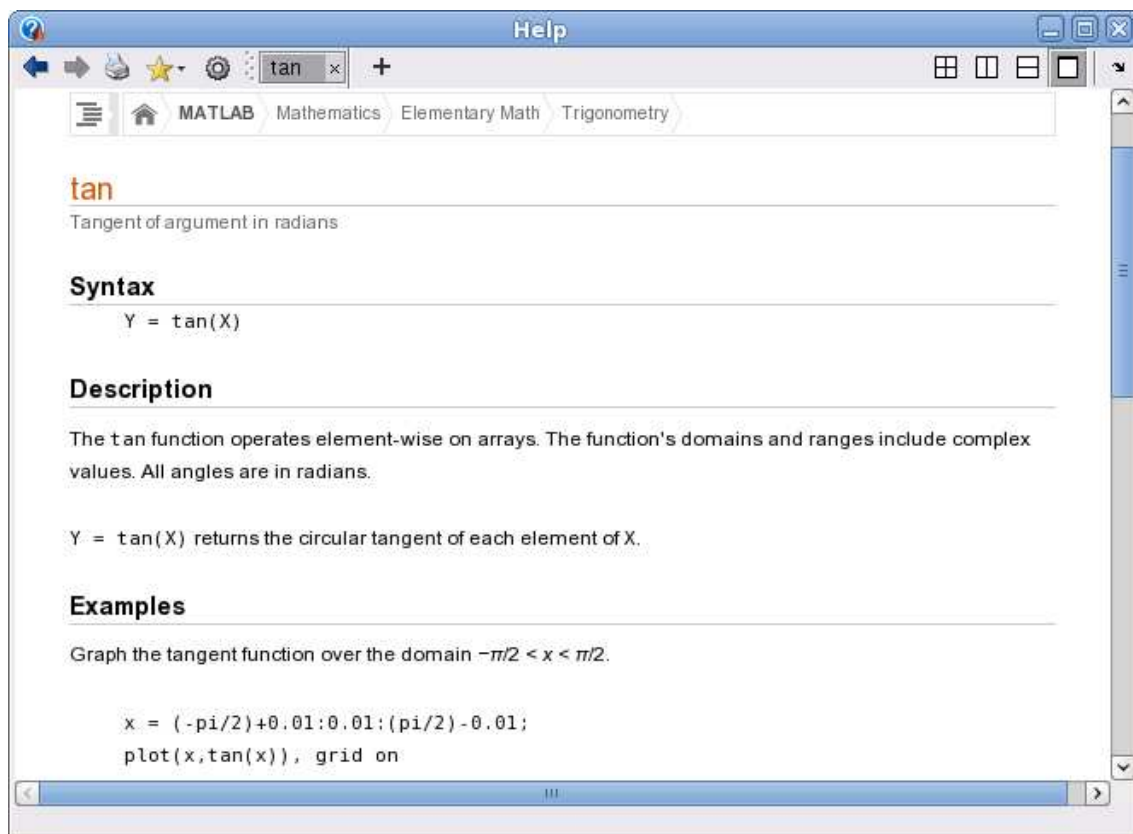 Help
tan
MATLAB Mathematics Elementary Math Trigonometry
tan
Tangent of argument in radians
Syntax
Y = tan(X)
Description
The tan function operates element-wise on arrays. The function's domains and ranges include complex
values. All angles are in radians.
Y = tan(X) returns the circular tangent of each element of X.
Examples
Graph the tangent function over the domain −π/2 < x < π/2.
x = (-pi/2)+0.01:0.01:(pi/2)-0.01;
plot(x,tan(x)), grid on